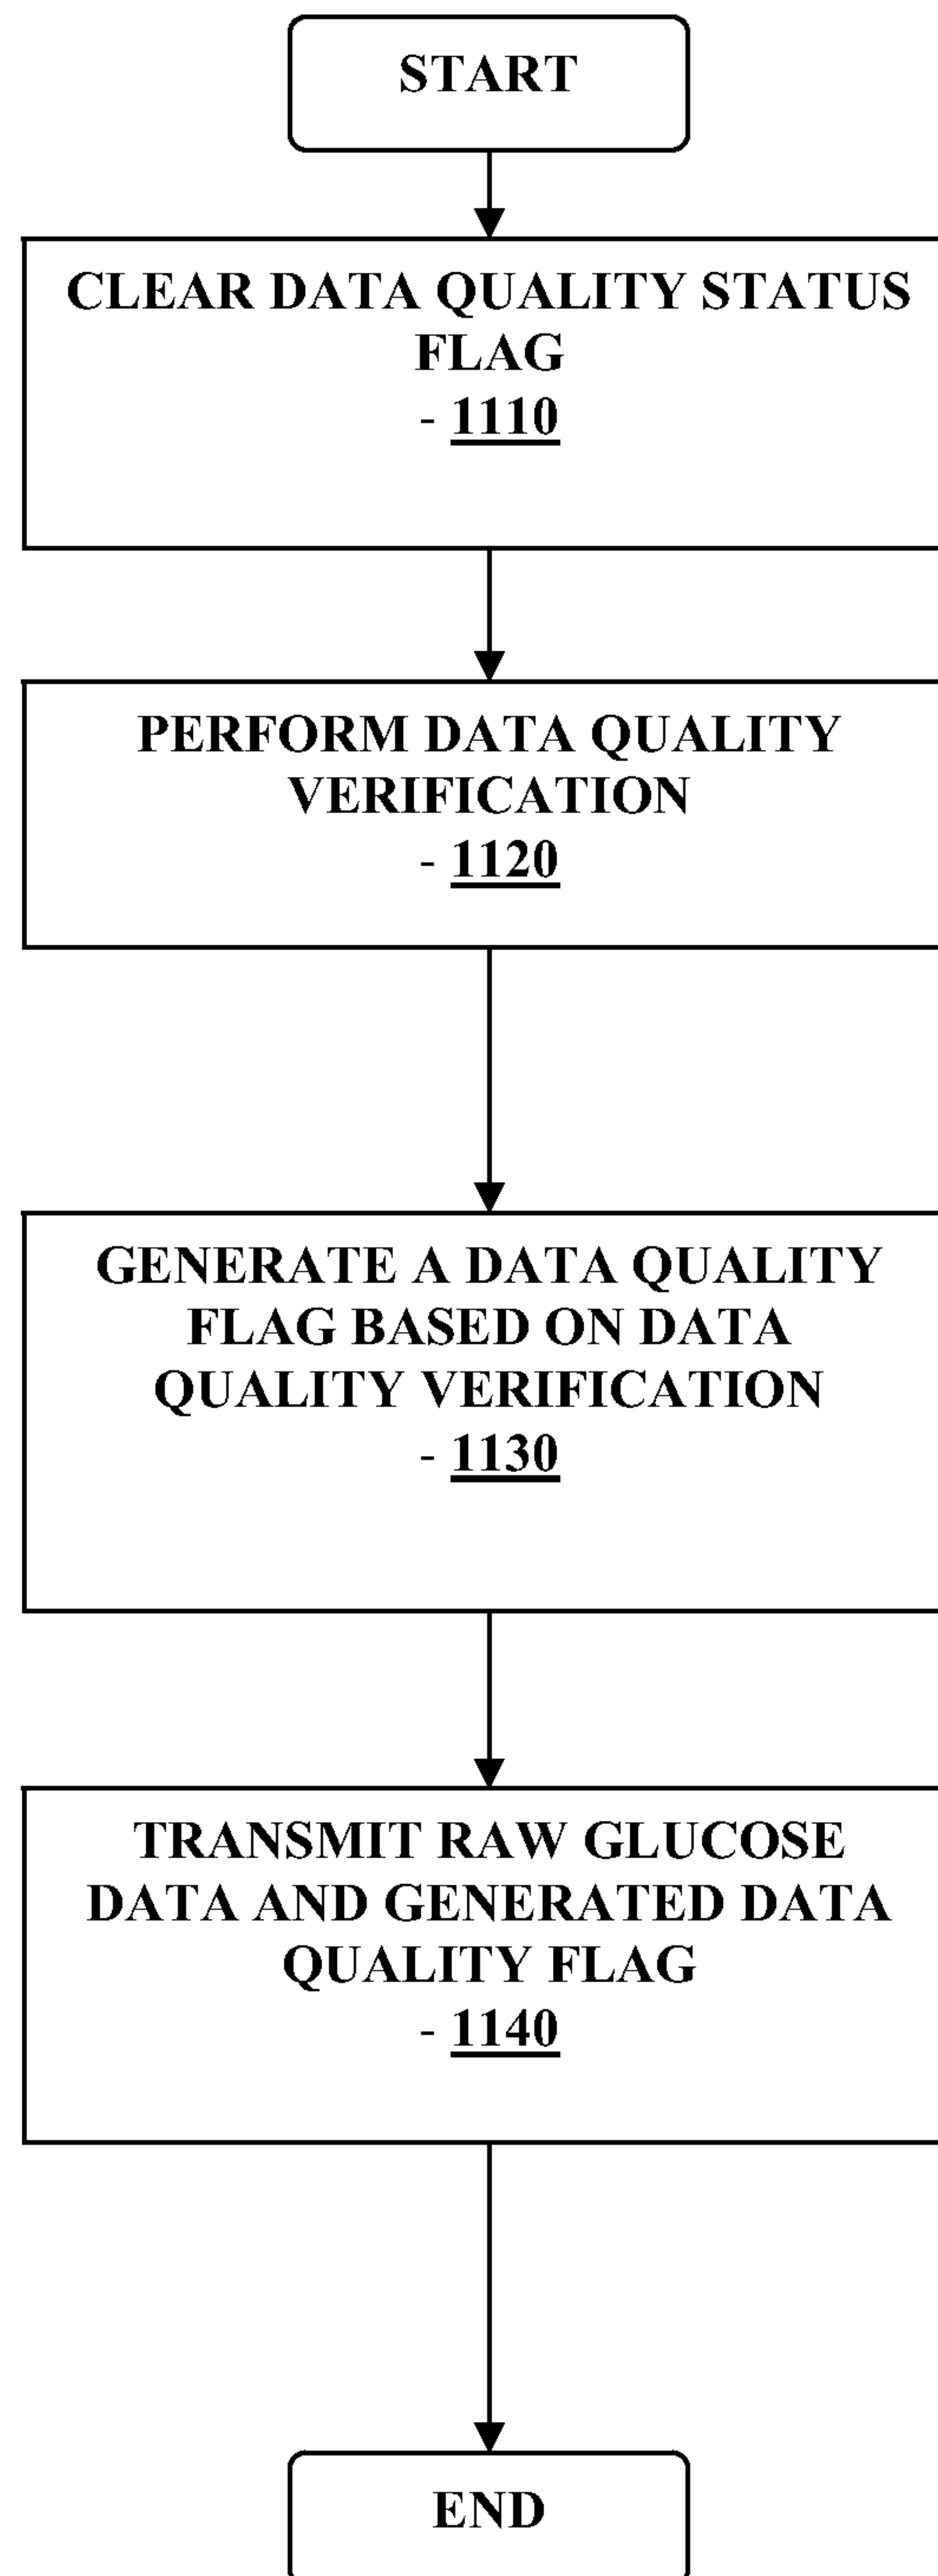 START
CLEAR DATA QUALITY STATUS
FLAG
- 1110
PERFORM DATA QUALITY
VERIFICATION
- 1120
GENERATE A DATA QUALITY
FLAG BASED ON DATA
QUALITY VERIFICATION
- 1130
TRANSMIT RAW GLUCOSE
DATA AND GENERATED DATA
QUALITY FLAG
- 1140
END